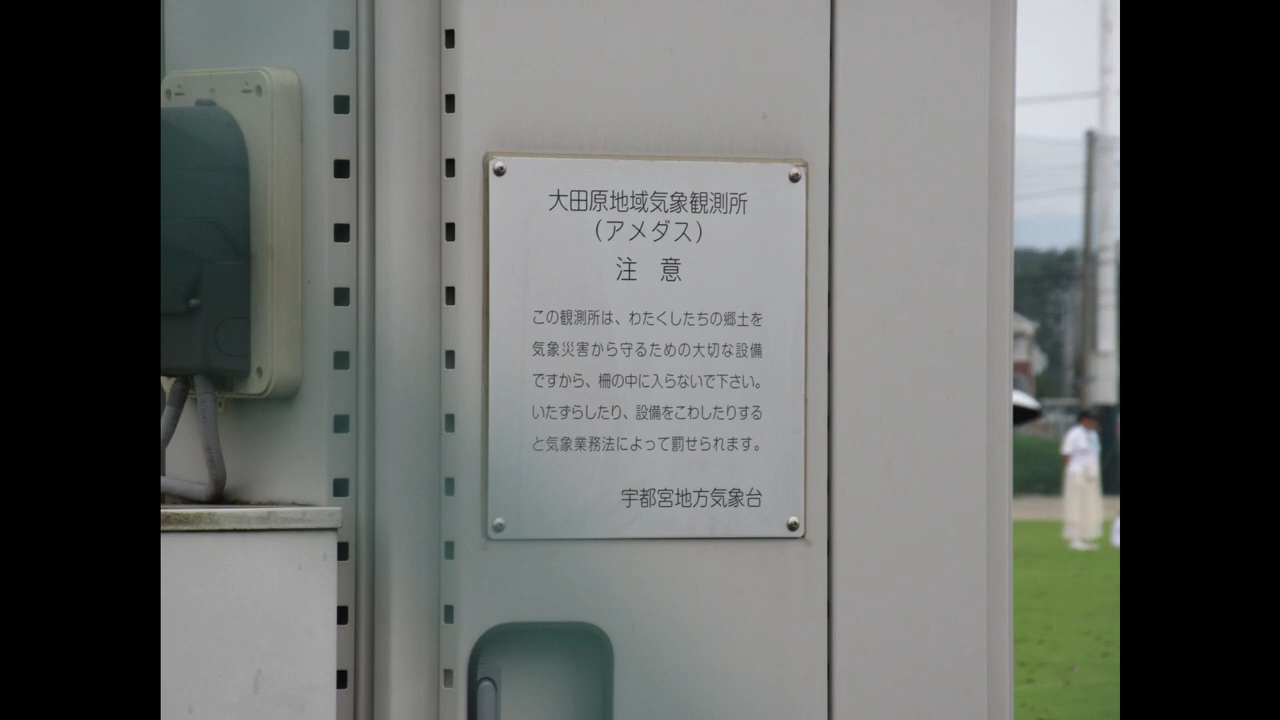 大田原地域気象観測所
（アメダス）
注　意
この観測所は、わたくしたちの郷土を
気象災害から守るための大切な設備
ですから、柵の中に入らないで下さい。
いたずらしたり、設備をこわしたりする
と気象業務法によって罰せられます。
宇都宮地方気象台